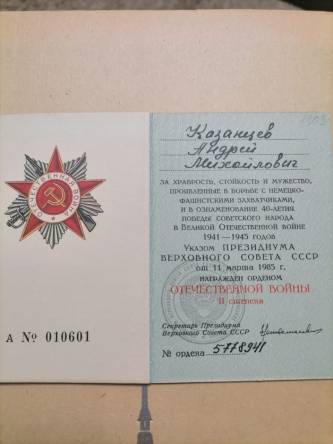 ОТЕЧЕСТВЕННАЯ ВОЙНА
А № 010601
Казанцев
Андрей
Михайлович
ЗА ХРАБРОСТЬ, СТОЙКОСТЬ И МУЖЕСТВО,
ПРОЯВЛЕННЫЕ В БОРЬБЕ С НЕМЕЦКО-
ФАШИСТСКИМИ ЗАХВАТЧИКАМИ,
И В ОЗНАМЕНОВАНИЕ 40-ЛЕТИЯ
ПОБЕДЫ СОВЕТСКОГО НАРОДА
В ВЕЛИКОЙ ОТЕЧЕСТВЕННОЙ ВОЙНЕ
1941—1945 ГОДОВ
УКАЗОМ ПРЕЗИДИУМА
ВЕРХОВНОГО СОВЕТА СССР
от 11 марта 1985 г.
НАГРАЖДЕН ОРДЕНОМ
ОТЕЧЕСТВЕННОЙ ВОЙНЫ
II степени
Секретарь Президиума
Верховного Совета СССР
№ ордена 5778941